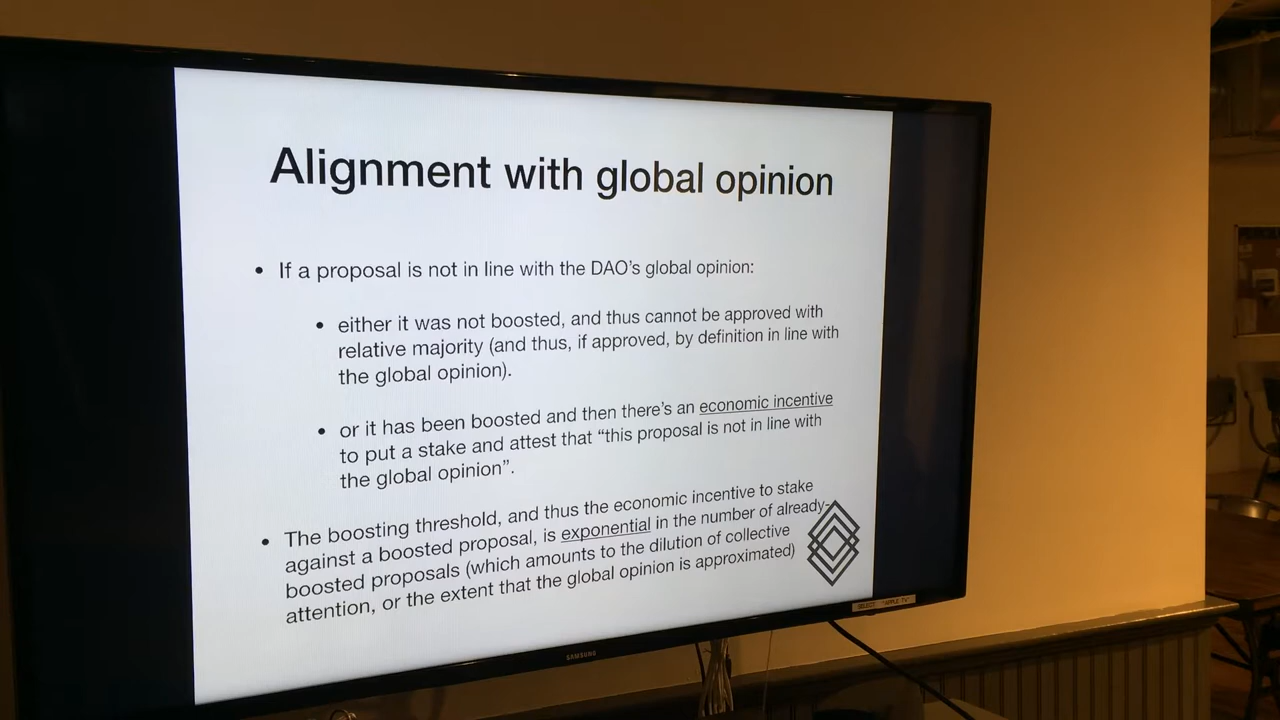 Alignment with global opinion
• If a proposal is not in line with the DAO's global opinion:
• either it was not boosted, and thus cannot be approved with
relative majority (and thus, if approved, by definition in line with
the global opinion).
• or it has been boosted and then there's an economic incentive
to put a stake and attest that “this proposal is not in line with
the global opinion”.
• The boosting threshold, and thus the economic incentive to stake
against a boosted proposal, is exponential in the number of already-
boosted proposals (which amounts to the dilution of collective
attention, or the extent that the global opinion is approximated)
SELECT "APPLE TV"
SAMSUNG